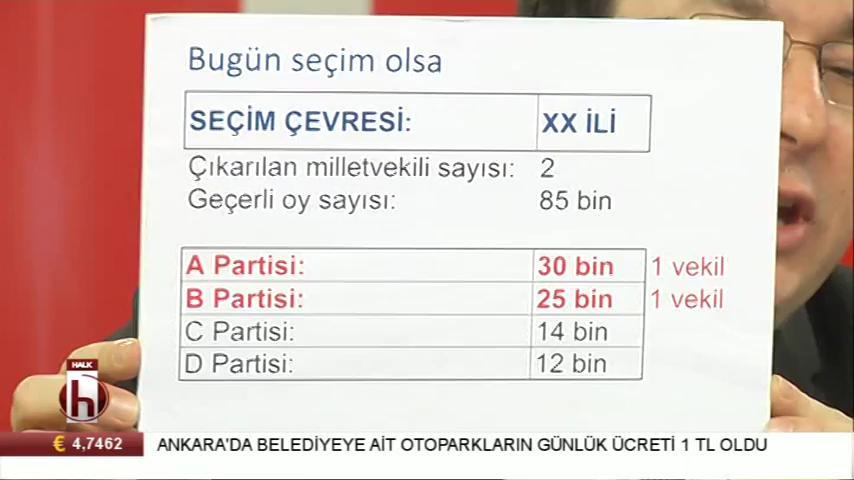 Bugün seçim olsa
SEÇİM ÇEVRESİ: XX İLİ
Çıkarılan milletvekili sayısı: 2
Geçerli oy sayısı: 85 bin
A Partisi: 30 bin 1 vekil
B Partisi: 25 bin 1 vekil
C Partisi: 14 bin
D Partisi: 12 bin
HALK
h
€ 4,7462 ANKARA'DA BELEDİYEYE AİT OTOPARKLARIN GÜNLÜK ÜCRETİ 1 TL OLDU